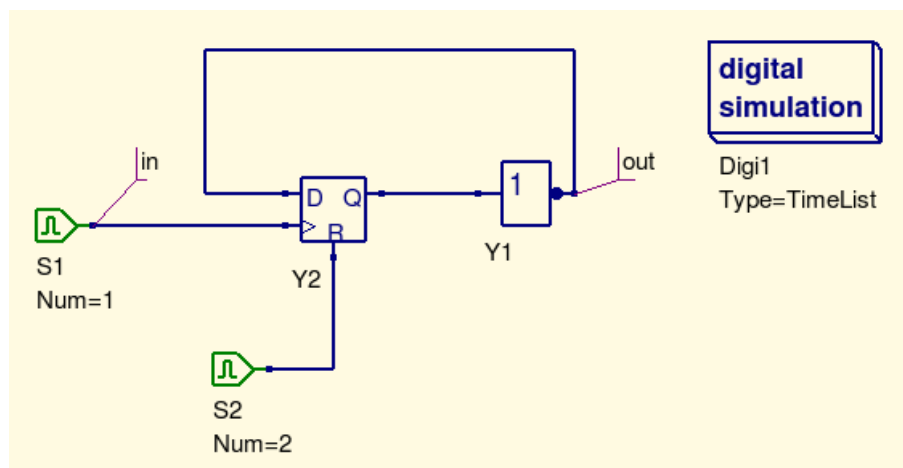 digital
simulation
Digi1
Type=TimeList
in
out
D Q
R
1
Y2
Y1
S1
Num=1
S2
Num=2